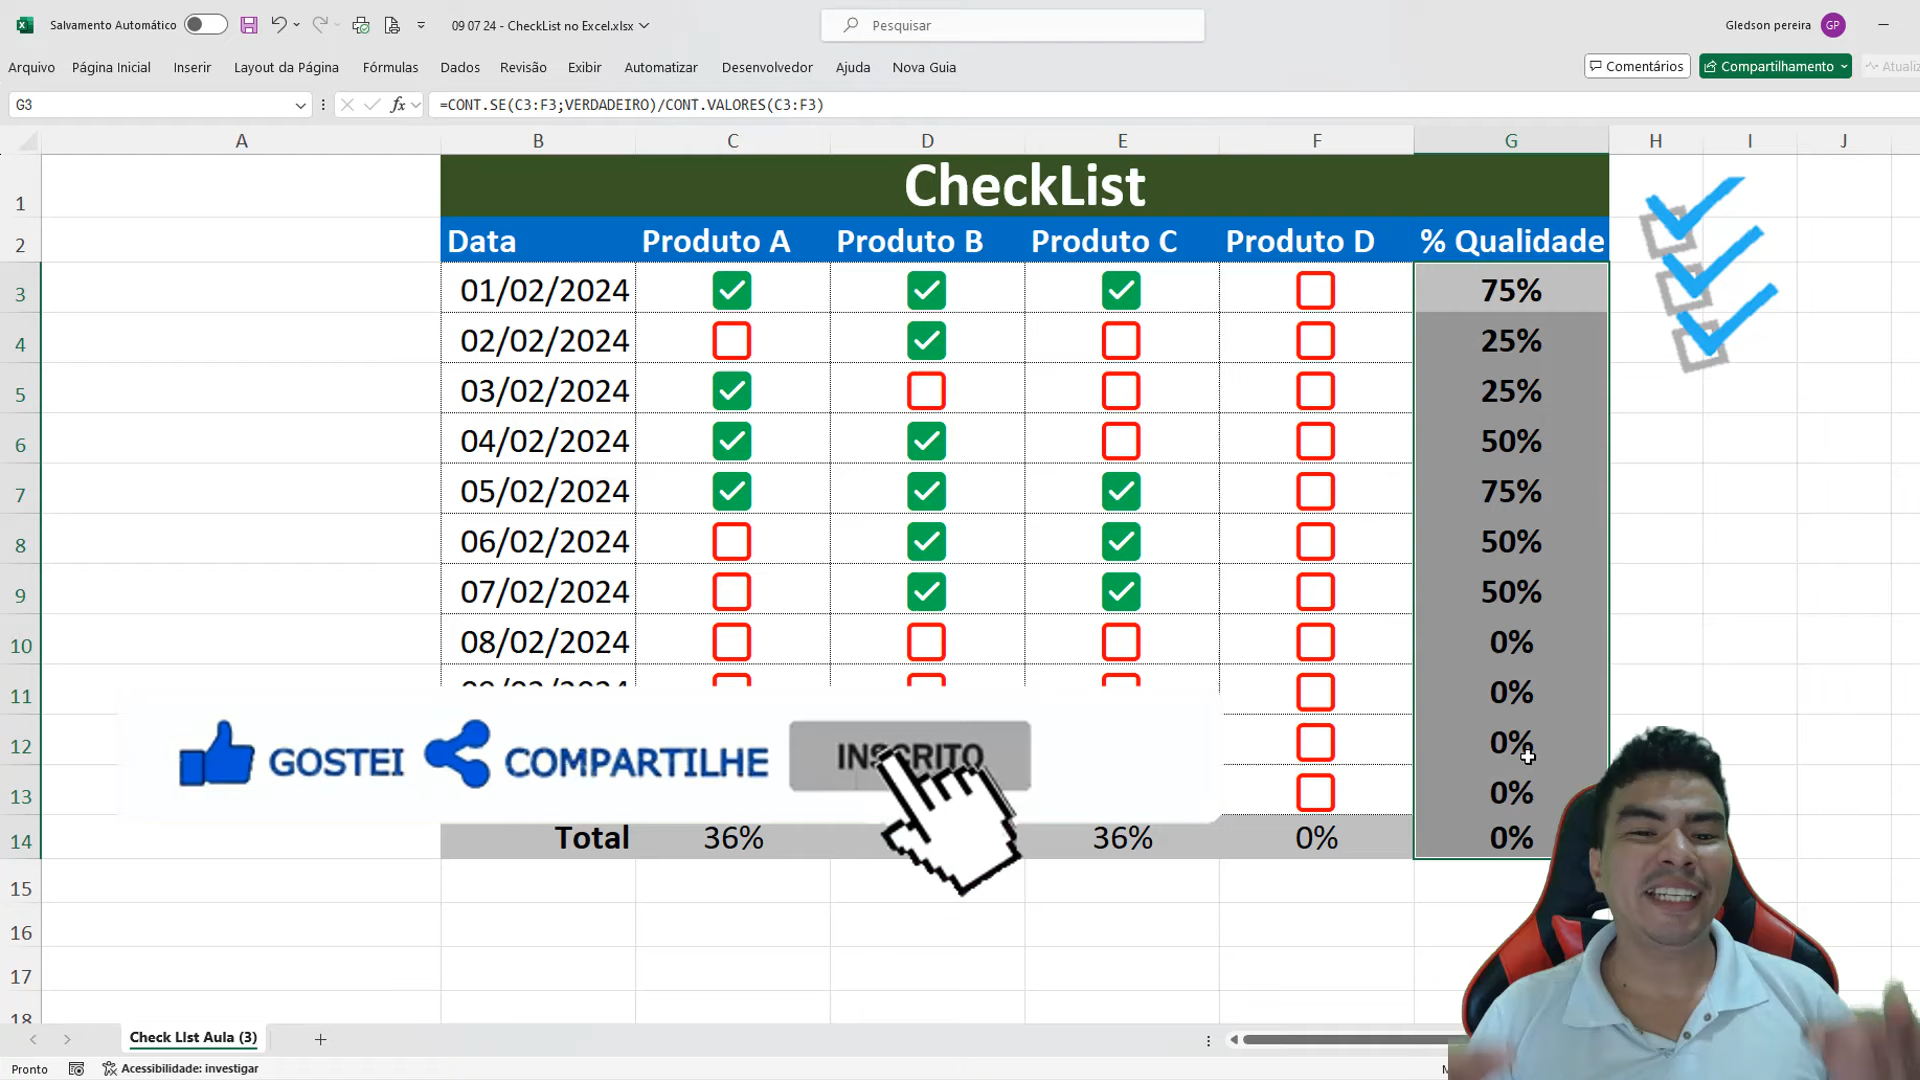 Salvamento Automático 09 07 24 - CheckList no Excel.xlsx Pesquisar Gledson pereira GP
Arquivo Página Inicial Inserir Layout da Página Fórmulas Dados Revisão Exibir Automatizar Desenvolvedor Ajuda Nova Guia Comentários Compartilhamento Atualiz
G3 fx =CONT.SE(C3:F3;VERDADEIRO)/CONT.VALORES(C3:F3)
A B C D E F G H I J
1 CheckList
2 Data Produto A Produto B Produto C Produto D % Qualidade
3 01/02/2024 75%
4 02/02/2024 25%
5 03/02/2024 25%
6 04/02/2024 50%
7 05/02/2024 75%
8 06/02/2024 50%
9 07/02/2024 50%
10 08/02/2024 0%
11 0%
12 0%
13 0%
GOSTEI COMPARTILHE INSCRITO
14 Total 36% 36% 0% 0%
15
16
17
18
Check LIst Aula (3)
Pronto Acessibilidade: investigar